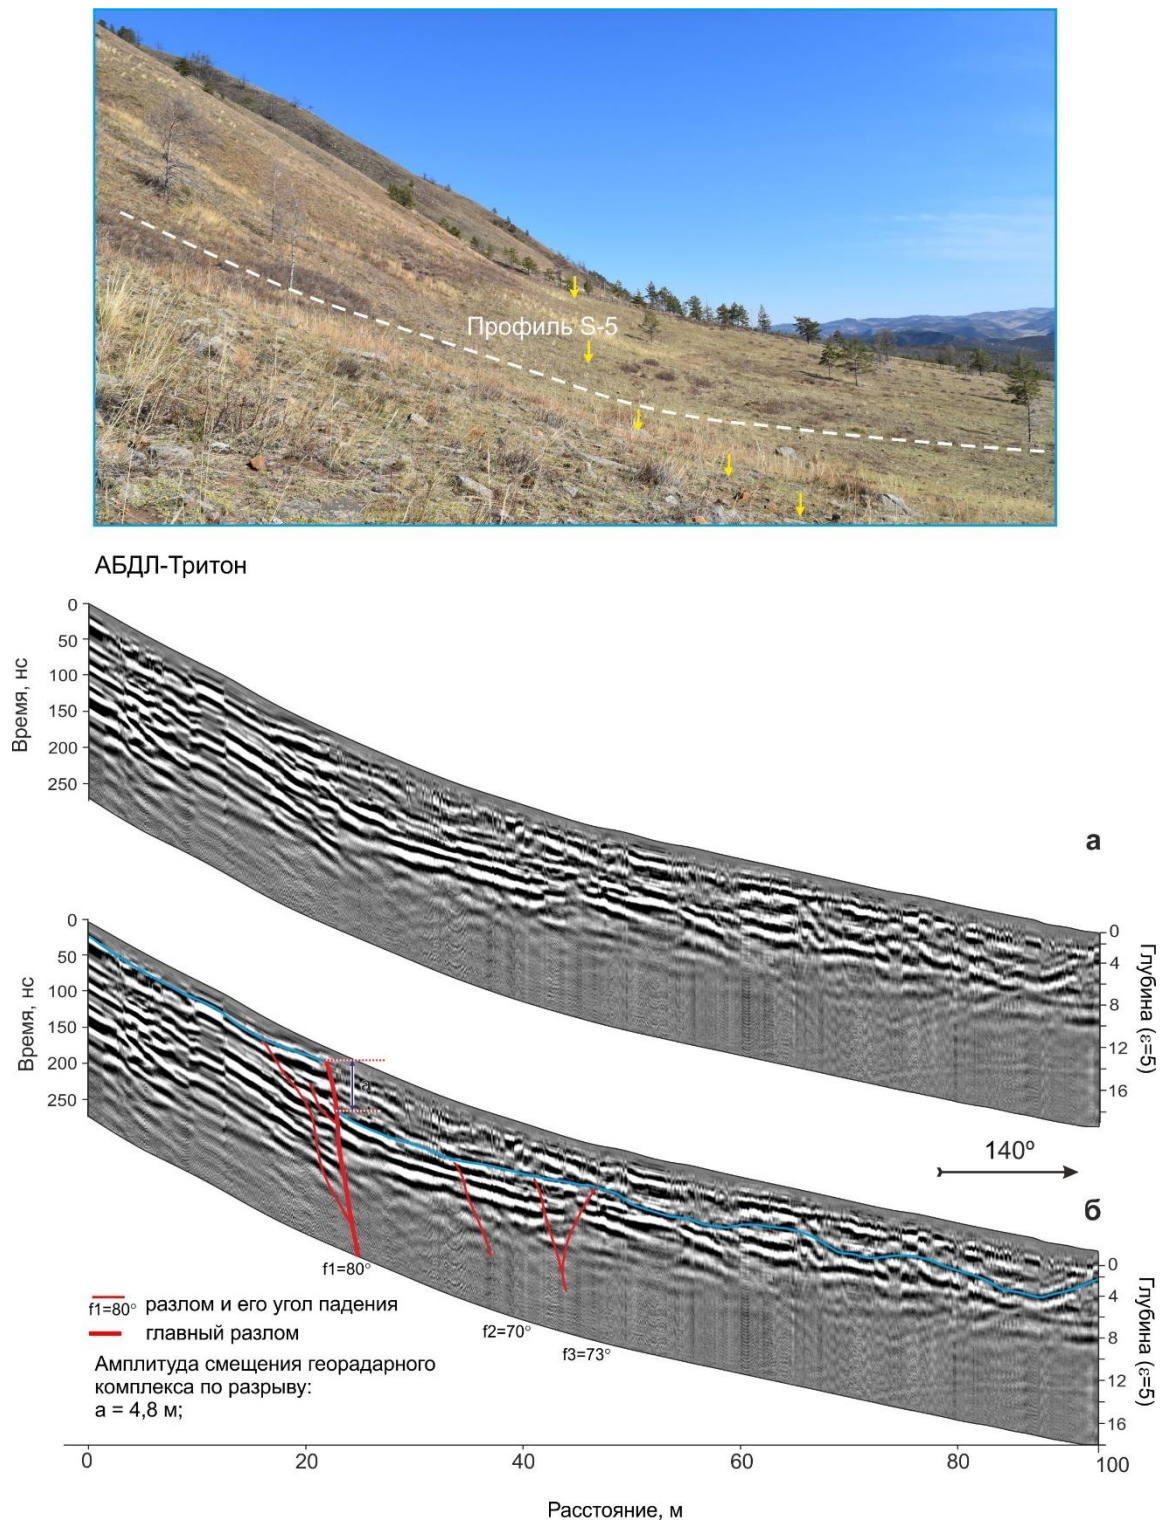 Профиль S-5
АБДЛ-Тритон
Время, нс
0
50
100
150
200
250
а
0
4
8
12
16
Глубина (ε=5)
Время, нс
0
50
100
150
200
250
a
140°
б
0
4
8
12
16
Глубина (ε=5)
f1=80°
f2=70°
f3=73°
f1=80° разлом и его угол падения
главный разлом
Амплитуда смещения георадарного
комплекса по разрыву:
a = 4,8 м;
0 20 40 60 80 100
Расстояние, м